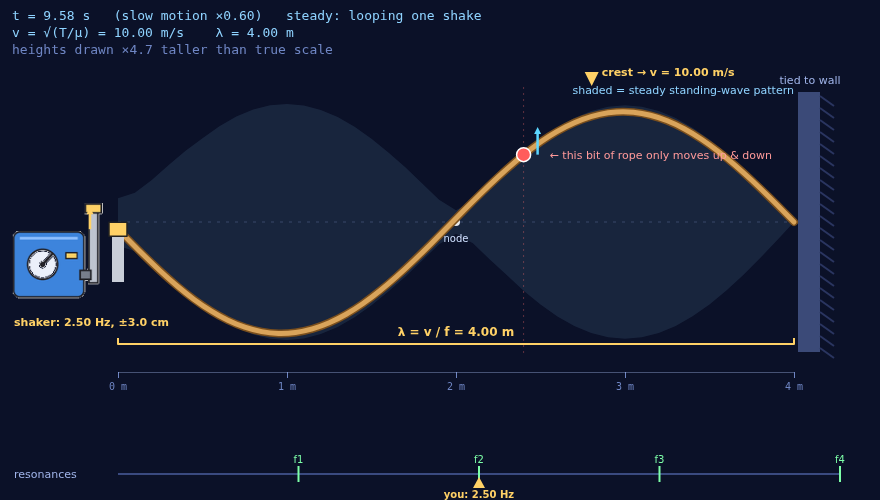 t = 9.58 s   (slow motion ×0.60)   steady: looping one shake
v = √(T/μ) = 10.00 m/s    λ = 4.00 m
heights drawn ×4.7 taller than true scale
crest → v = 10.00 m/s
tied to wall
shaded = steady standing-wave pattern
← this bit of rope only moves up & down
node
shaker: 2.50 Hz, ±3.0 cm
λ = v / f = 4.00 m
0 m   1 m   2 m   3 m   4 m
f1   f2   f3   f4
resonances
you: 2.50 Hz